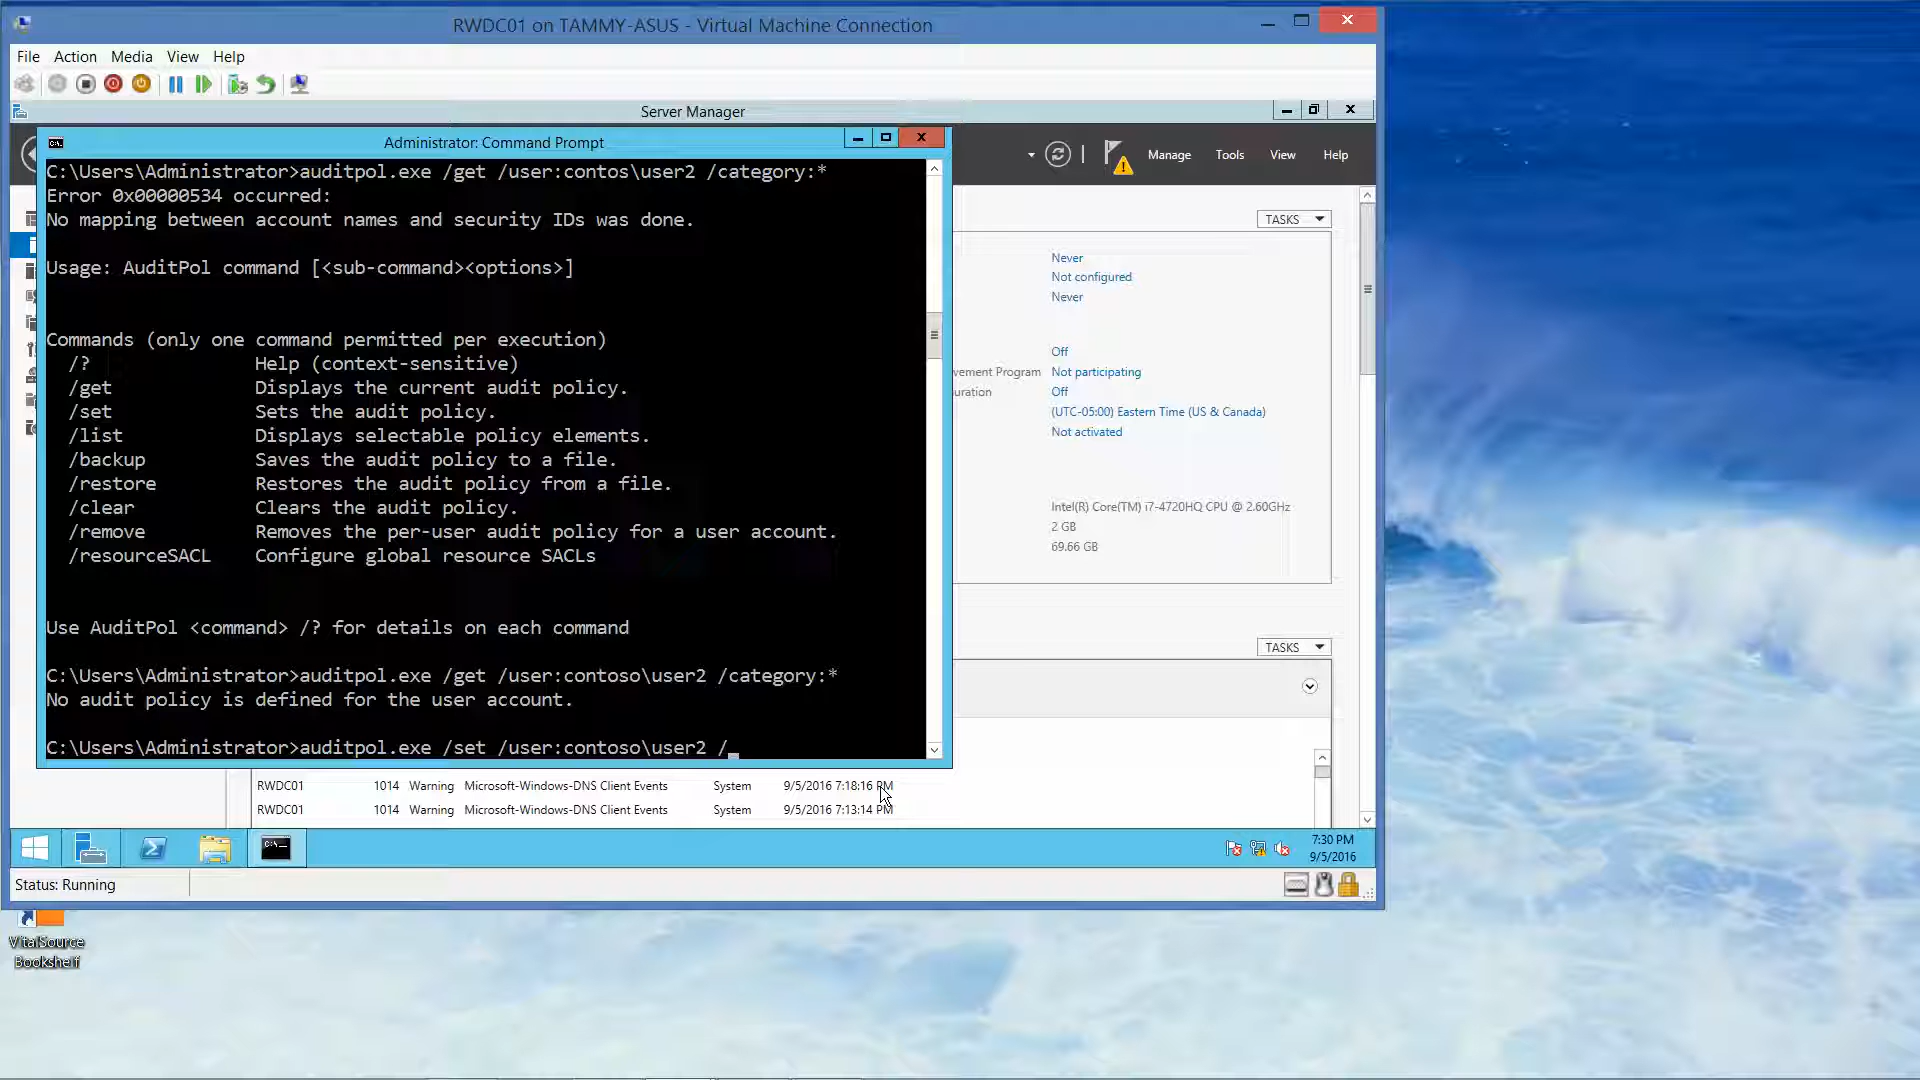 RWDC01 on TAMMY-ASUS - Virtual Machine Connection
File Action Media View Help
Server Manager
Manage Tools View Help
Administrator: Command Prompt
C:\Users\Administrator>auditpol.exe /get /user:contos\user2 /category:*
Error 0x00000534 occurred:
No mapping between account names and security IDs was done.
Usage: AuditPol command [<sub-command><options>]
Commands (only one command permitted per execution)
/? Help (context-sensitive)
/get Displays the current audit policy.
/set Sets the audit policy.
/list Displays selectable policy elements.
/backup Saves the audit policy to a file.
/restore Restores the audit policy from a file.
/clear Clears the audit policy.
/remove Removes the per-user audit policy for a user account.
/resourceSACL Configure global resource SACLs
Use AuditPol <command> /? for details on each command
C:\Users\Administrator>auditpol.exe /get /user:contoso\user2 /category:*
No audit policy is defined for the user account.
C:\Users\Administrator>auditpol.exe /set /user:contoso\user2 /_
TASKS
Never
Not configured
Never
Off
vement Program Not participating
uration Off
(UTC-05:00) Eastern Time (US & Canada)
Not activated
Intel(R) Core(TM) i7-4720HQ CPU @ 2.60GHz
2 GB
69.66 GB
TASKS
RWDC01 1014 Warning Microsoft-Windows-DNS Client Events System 9/5/2016 7:18:16 PM
RWDC01 1014 Warning Microsoft-Windows-DNS Client Events System 9/5/2016 7:13:14 PM
7:30 PM
9/5/2016
Status: Running
VitalSource
Bookshelf